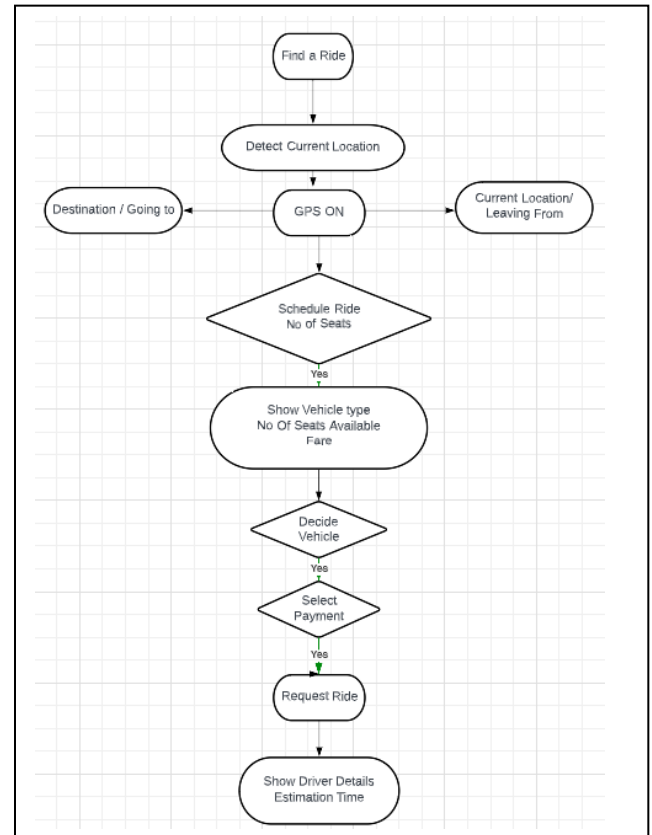 Find a Ride
Detect Current Location
Destination / Going to
GPS ON
Current Location/
Leaving From
Schedule Ride
No of Seats
Yes
Show Vehicle type
No Of Seats Available
Fare
Decide
Vehicle
Yes
Select
Payment
Yes
Request Ride
Show Driver Details
Estimation Time